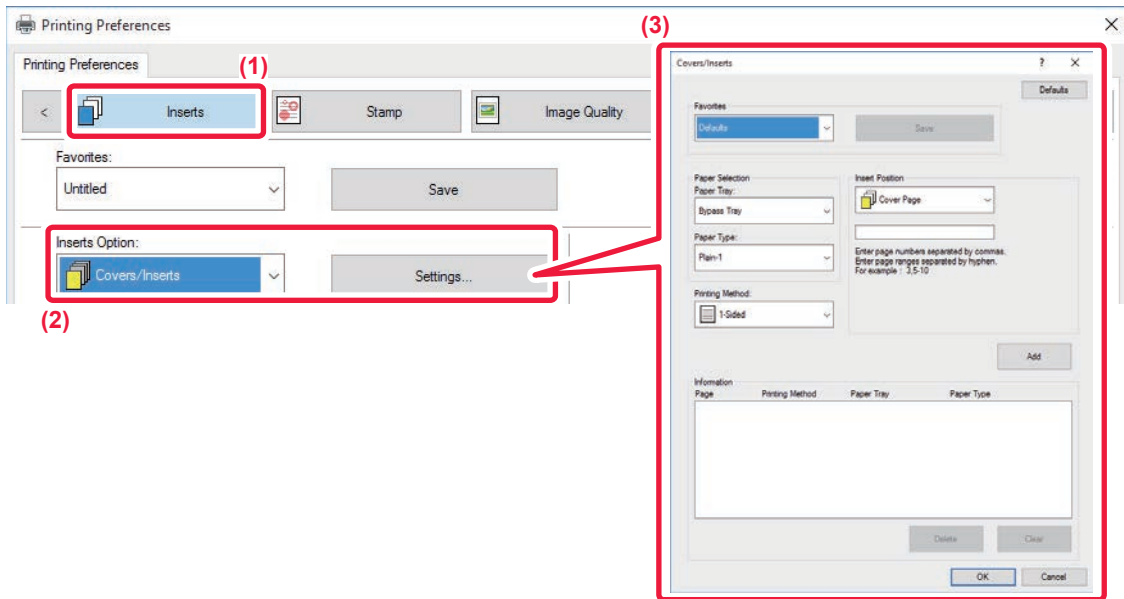 Printing Preferences
(3)
Printing Preferences
(1)
<
Inserts
Stamp
Image Quality
Favorites:
Untitled
Save
Inserts Option:
Covers/Inserts
Settings...
(2)
Covers/Inserts
?
Defaults
Favorites
Defaults
Save
Paper Selection
Paper Tray:
Bypass Tray
Paper Type:
Plain-1
Printing Method:
1-Sided
Insert Position
Cover Page
Enter page numbers separated by commas.
Enter page ranges separated by hyphen.
For example : 3,5-10
Add
Information
Page Printing Method Paper Tray Paper Type
Delete
Clear
OK
Cancel